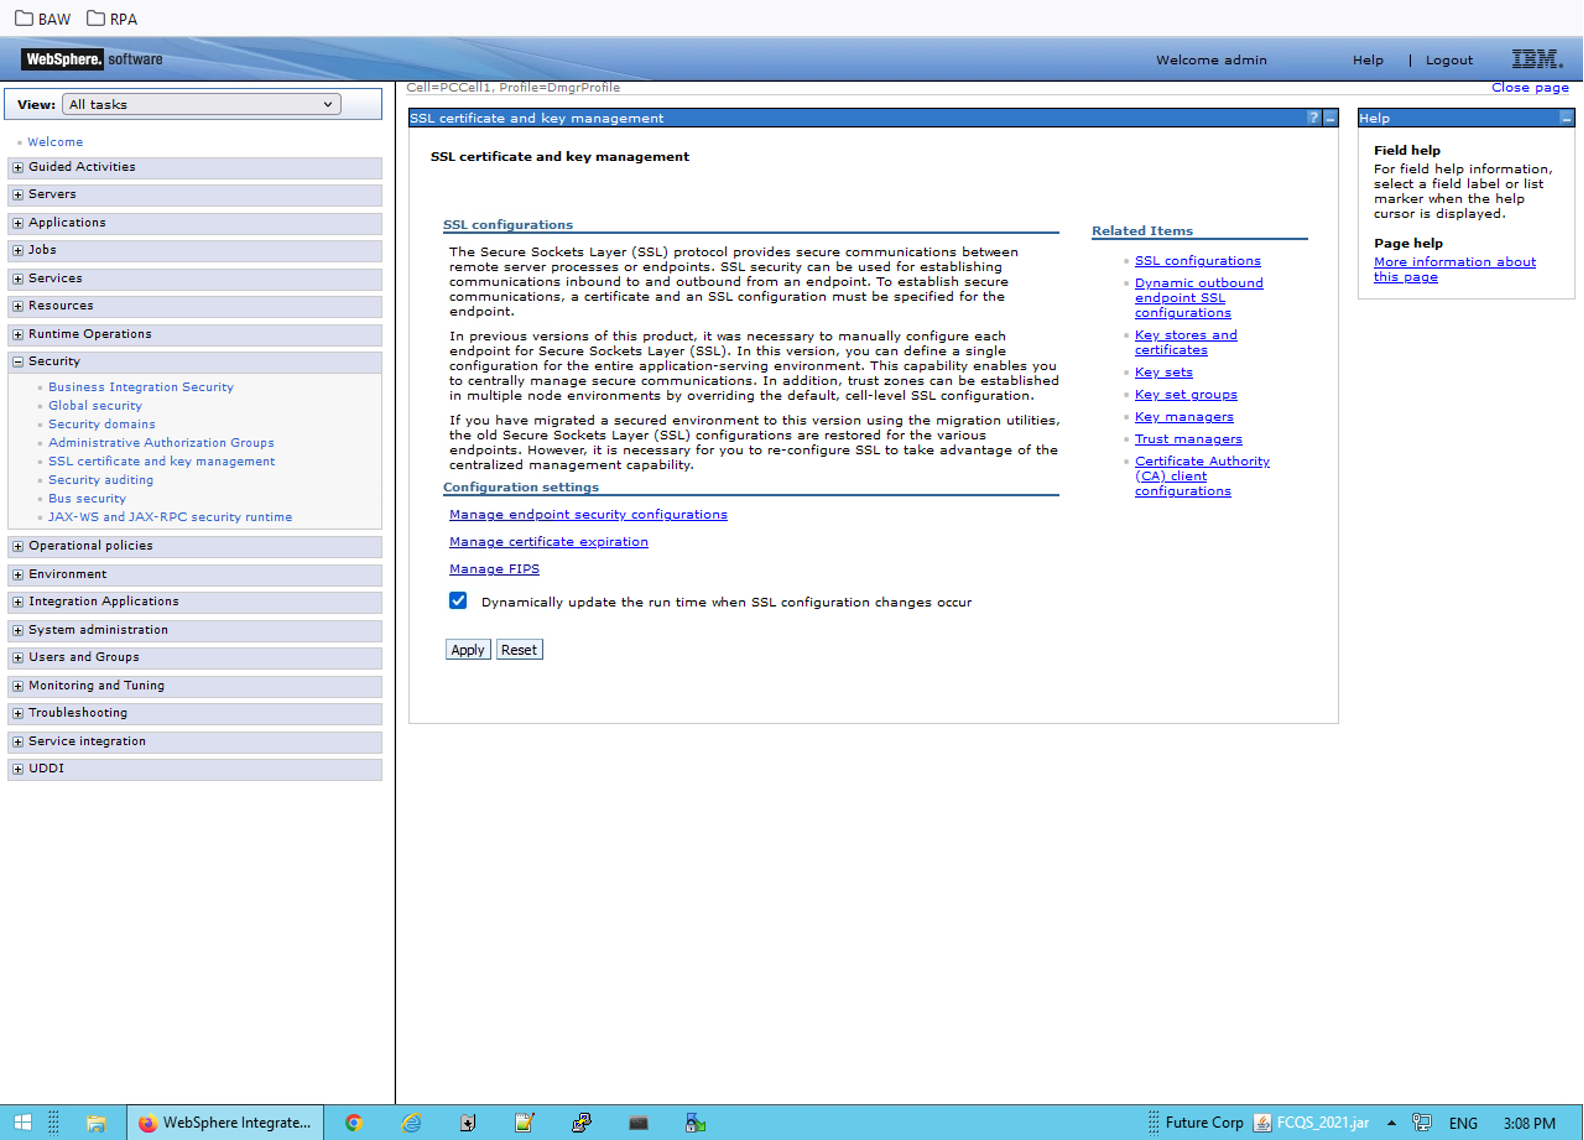 BAW RPA
WebSphere. software Welcome admin Help | Logout IBM.
View: All tasks
Welcome
Guided Activities
Servers
Applications
Jobs
Services
Resources
Runtime Operations
Security
Business Integration Security
Global security
Security domains
Administrative Authorization Groups
SSL certificate and key management
Security auditing
Bus security
JAX-WS and JAX-RPC security runtime
Operational policies
Environment
Integration Applications
System administration
Users and Groups
Monitoring and Tuning
Troubleshooting
Service integration
UDDI
Cell=PCCell1, Profile=DmgrProfile
Close page
SSL certificate and key management ?
SSL certificate and key management
SSL configurations
The Secure Sockets Layer (SSL) protocol provides secure communications between
remote server processes or endpoints. SSL security can be used for establishing
communications inbound to and outbound from an endpoint. To establish secure
communications, a certificate and an SSL configuration must be specified for the
endpoint.
In previous versions of this product, it was necessary to manually configure each
endpoint for Secure Sockets Layer (SSL). In this version, you can define a single
configuration for the entire application-serving environment. This capability enables you
to centrally manage secure communications. In addition, trust zones can be established
in multiple node environments by overriding the default, cell-level SSL configuration.
If you have migrated a secured environment to this version using the migration utilities,
the old Secure Sockets Layer (SSL) configurations are restored for the various
endpoints. However, it is necessary for you to re-configure SSL to take advantage of the
centralized management capability.
Configuration settings
Manage endpoint security configurations
Manage certificate expiration
Manage FIPS
Dynamically update the run time when SSL configuration changes occur
Apply Reset
Related Items
SSL configurations
Dynamic outbound
endpoint SSL
configurations
Key stores and
certificates
Key sets
Key set groups
Key managers
Trust managers
Certificate Authority
(CA) client
configurations
Help
Field help
For field help information,
select a field label or list
marker when the help
cursor is displayed.
Page help
More information about
this page
WebSphere Integrate... Future Corp FCQS_2021.jar ENG 3:08 PM